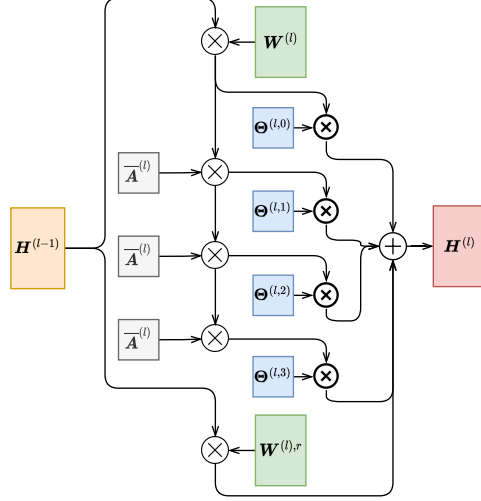 W^(l)
Θ^(l,0)
A̅^(l)
Θ^(l,1)
H^(l−1)
A̅^(l)
H^(l)
Θ^(l,2)
A̅^(l)
Θ^(l,3)
W^(l),r